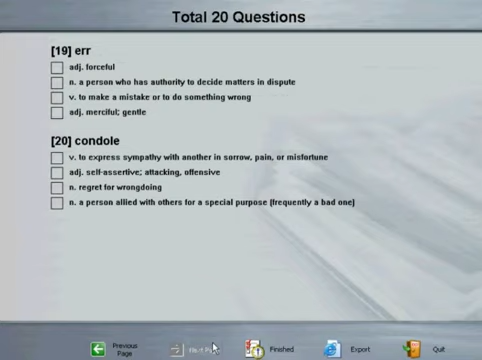 Total 20 Questions
[19] err
adj. forceful
n. a person who has authority to decide matters in dispute
v. to make a mistake or to do something wrong
adj. merciful; gentle
[20] condole
v. to express sympathy with another in sorrow, pain, or misfortune
adj. self-assertive; attacking, offensive
n. regret for wrongdoing
n. a person allied with others for a special purpose (frequently a bad one)
Previous
Page
Next
Finished
Export
Quit